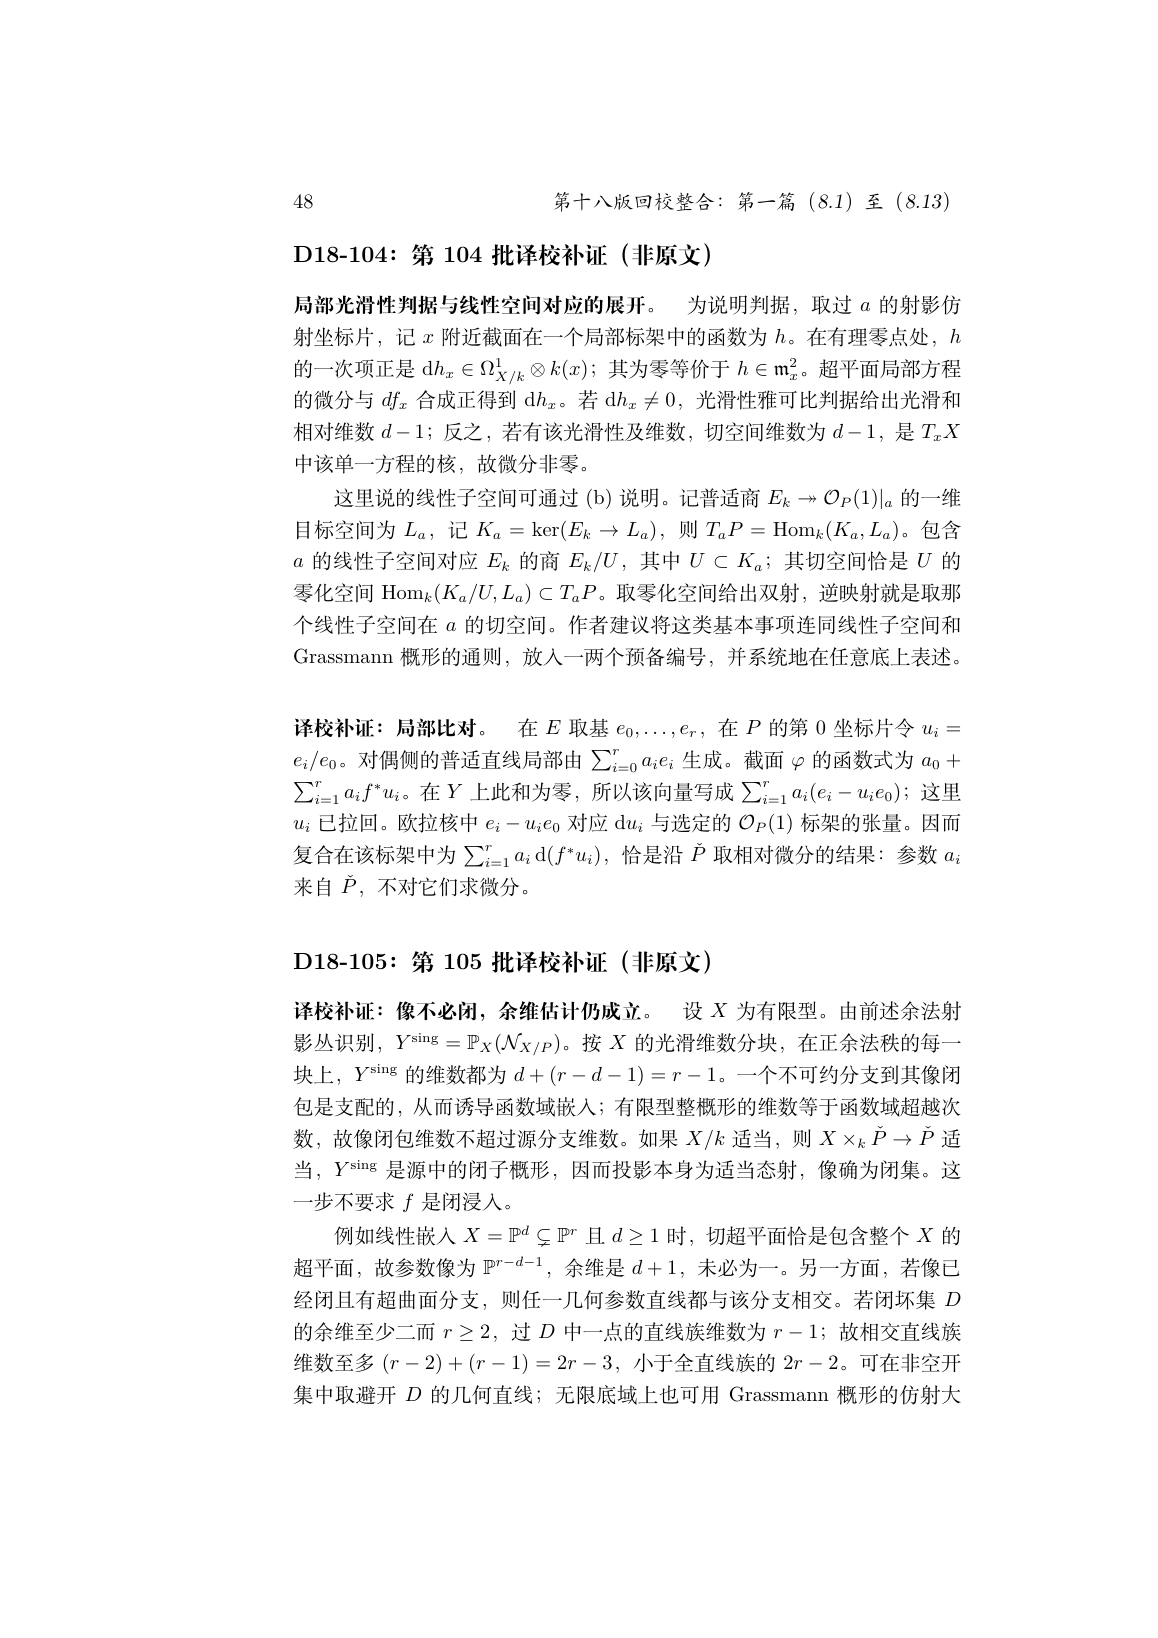 48 第十八版回校整合：第一篇（8.1）至（8.13）
D18-104：第 104 批译校补证（非原文）
局部光滑性判据与线性空间对应的展开。 为说明判据，取过 a 的射影仿
射坐标片，记 x 附近截面在一个局部标架中的函数为 h。在有理零点处，h
的一次项正是 dhₓ ∈ Ω¹_{X/k} ⊗ k(x)；其为零等价于 h ∈ 𝔪ₓ²。超平面局部方程
的微分与 dfₓ 合成正得到 dhₓ。若 dhₓ ≠ 0，光滑性雅可比判据给出光滑和
相对维数 d − 1；反之，若有该光滑性及维数，切空间维数为 d − 1，是 TₓX
中该单一方程的核，故微分非零。
这里说的线性子空间可通过 (b) 说明。记普适商 E_k ↠ 𝒪_P(1)|_a 的一维
目标空间为 L_a，记 K_a = ker(E_k → L_a)，则 T_aP = Hom_k(K_a, L_a)。包含
a 的线性子空间对应 E_k 的商 E_k/U，其中 U ⊂ K_a；其切空间恰是 U 的
零化空间 Hom_k(K_a/U, L_a) ⊂ T_aP。取零化空间给出双射，逆映射就是取那
个线性子空间在 a 的切空间。作者建议将这类基本事项连同线性子空间和
Grassmann 概形的通则，放入一两个预备编号，并系统地在任意底上表述。
译校补证：局部比对。 在 E 取基 e₀, . . . , e_r，在 P 的第 0 坐标片令 u_i =
e_i/e₀。对偶侧的普适直线局部由 ∑_{i=0}^r a_ie_i 生成。截面 φ 的函数式为 a₀ +
∑_{i=1}^r a_if*u_i。在 Y 上此和为零，所以该向量写成 ∑_{i=1}^r a_i(e_i − u_ie₀)；这里
u_i 已拉回。欧拉核中 e_i − u_ie₀ 对应 du_i 与选定的 𝒪_P(1) 标架的张量。因而
复合在该标架中为 ∑_{i=1}^r a_i d(f*u_i)，恰是沿 P̌ 取相对微分的结果：参数 a_i
来自 P̌，不对它们求微分。
D18-105：第 105 批译校补证（非原文）
译校补证：像不必闭，余维估计仍成立。 设 X 为有限型。由前述余法射
影丛识别，Y^{sing} = ℙ_X(𝒩_{X/P})。按 X 的光滑维数分块，在正余法秩的每一
块上，Y^{sing} 的维数都为 d + (r − d − 1) = r − 1。一个不可约分支到其像闭
包是支配的，从而诱导函数域嵌入；有限型整概形的维数等于函数域超越次
数，故像闭包维数不超过源分支维数。如果 X/k 适当，则 X ×_k P̌ → P̌ 适
当，Y^{sing} 是源中的闭子概形，因而投影本身为适当态射，像确为闭集。这
一步不要求 f 是闭浸入。
例如线性嵌入 X = ℙ^d ⊊ ℙ^r 且 d ≥ 1 时，切超平面恰是包含整个 X 的
超平面，故参数像为 ℙ^{r−d−1}，余维是 d + 1，未必为一。另一方面，若像已
经闭且有超曲面分支，则任一几何参数直线都与该分支相交。若闭坏集 D
的余维至少二而 r ≥ 2，过 D 中一点的直线族维数为 r − 1；故相交直线族
维数至多 (r − 2) + (r − 1) = 2r − 3，小于全直线族的 2r − 2。可在非空开
集中取避开 D 的几何直线；无限底域上也可用 Grassmann 概形的仿射大